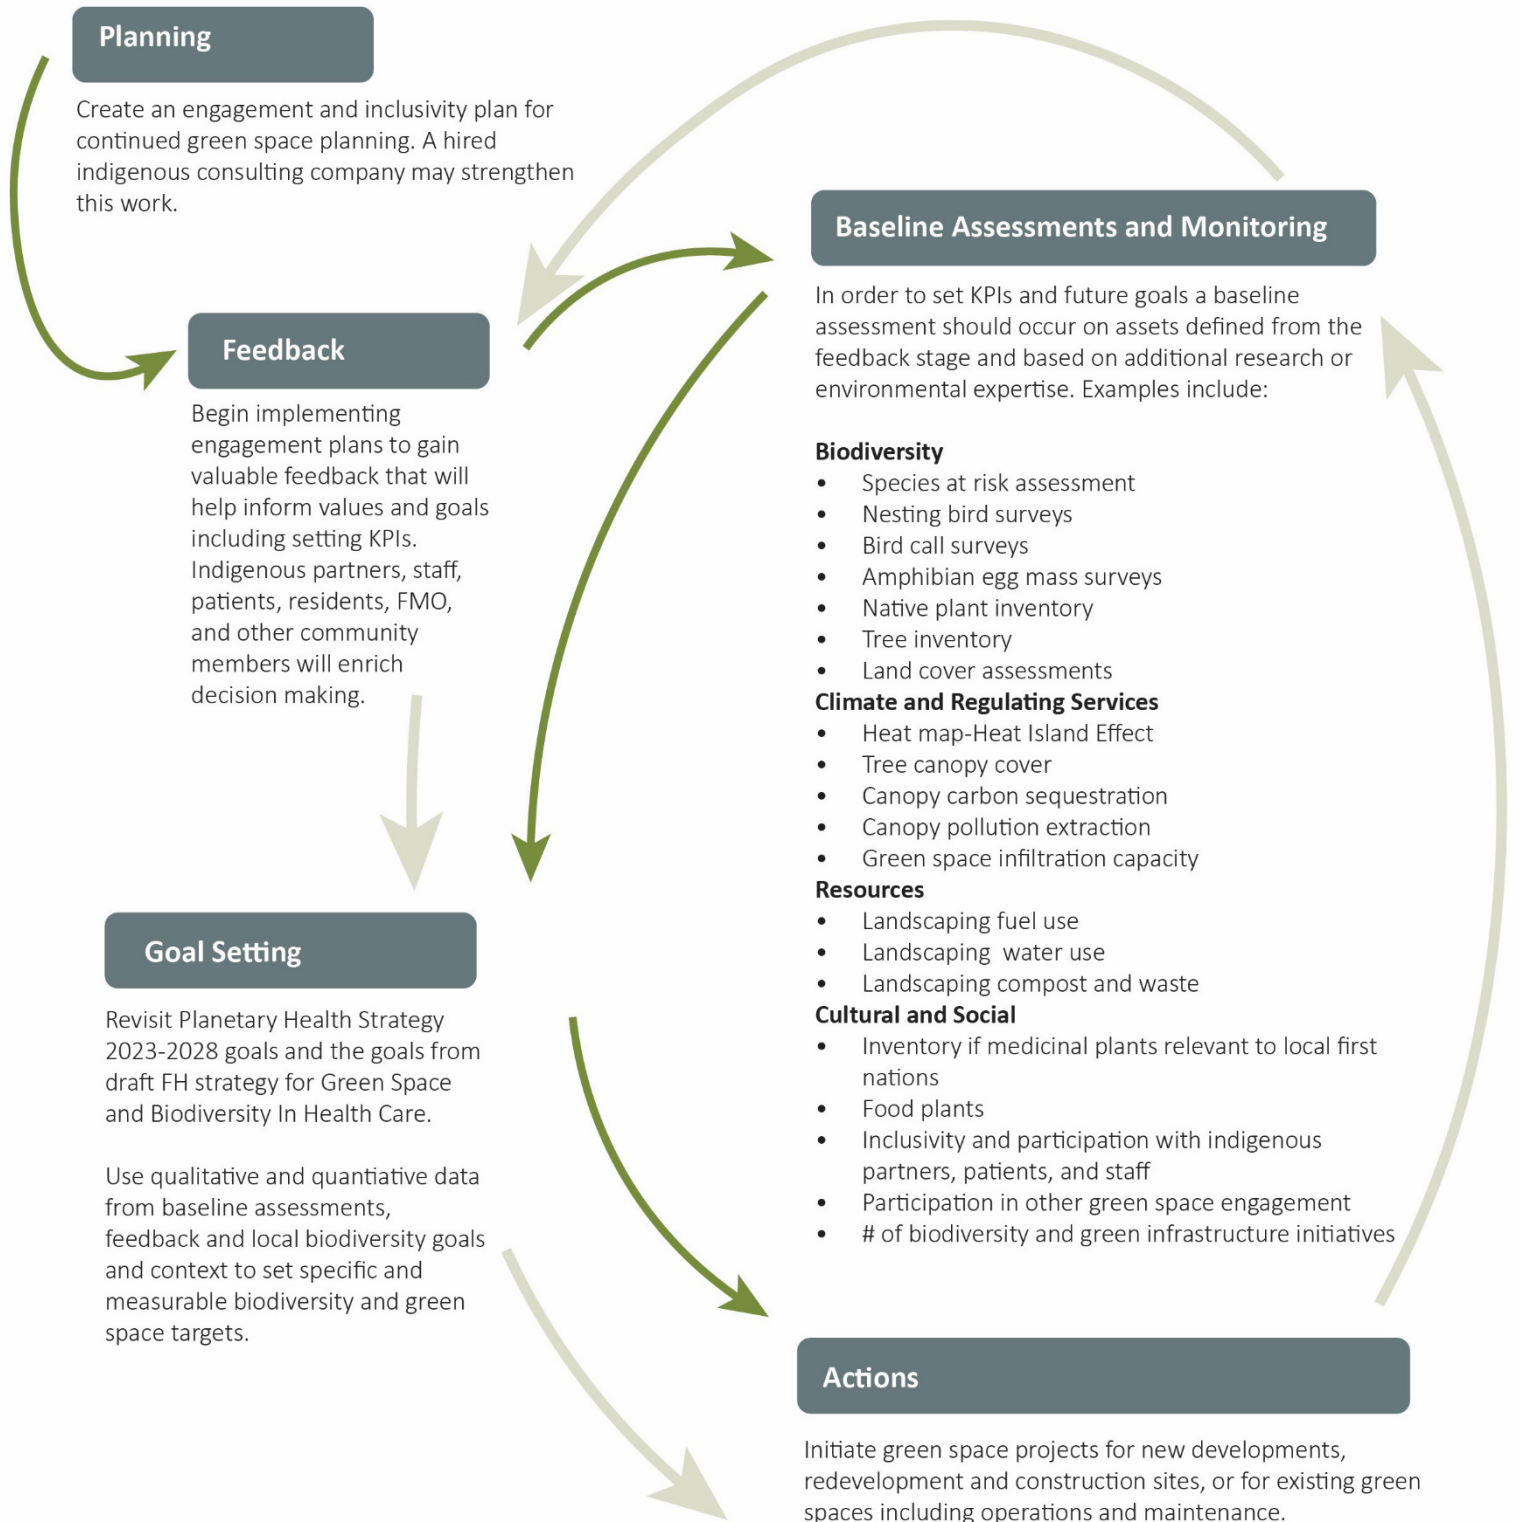 Planning
Create an engagement and inclusivity plan for
continued green space planning. A hired
indigenous consulting company may strengthen
this work.
Feedback
Begin implementing
engagement plans to gain
valuable feedback that will
help inform values and goals
including setting KPIs.
Indigenous partners, staff,
patients, residents, FMO,
and other community
members will enrich
decision making.
Baseline Assessments and Monitoring
In order to set KPIs and future goals a baseline
assessment should occur on assets defined from the
feedback stage and based on additional research or
environmental expertise. Examples include:
Biodiversity
• Species at risk assessment
• Nesting bird surveys
• Bird call surveys
• Amphibian egg mass surveys
• Native plant inventory
• Tree inventory
• Land cover assessments
Climate and Regulating Services
• Heat map-Heat Island Effect
• Tree canopy cover
• Canopy carbon sequestration
• Canopy pollution extraction
• Green space infiltration capacity
Resources
• Landscaping fuel use
• Landscaping water use
• Landscaping compost and waste
Cultural and Social
• Inventory if medicinal plants relevant to local first
nations
• Food plants
• Inclusivity and participation with indigenous
partners, patients, and staff
• Participation in other green space engagement
• # of biodiversity and green infrastructure initiatives
Goal Setting
Revisit Planetary Health Strategy
2023-2028 goals and the goals from
draft FH strategy for Green Space
and Biodiversity In Health Care.
Use qualitative and quantiative data
from baseline assessments,
feedback and local biodiversity goals
and context to set specific and
measurable biodiversity and green
space targets.
Actions
Initiate green space projects for new developments,
redevelopment and construction sites, or for existing green
spaces including operations and maintenance.